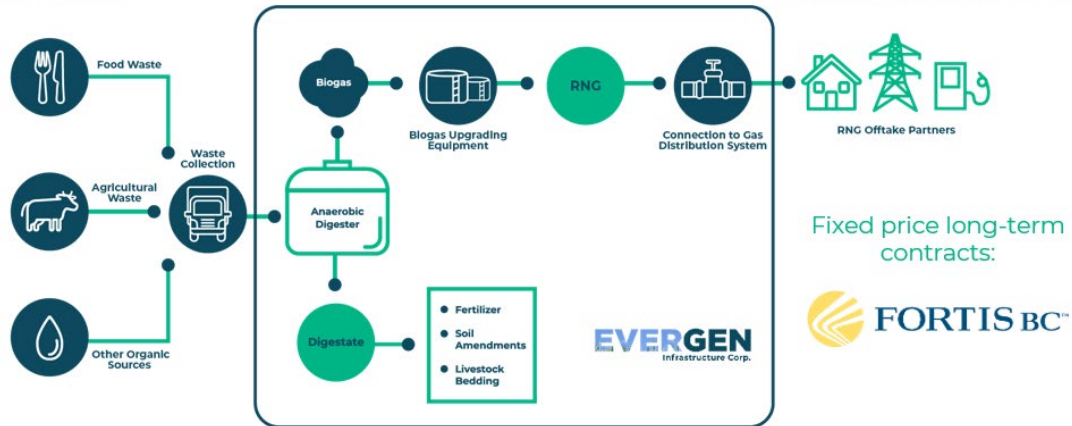 Food Waste
Agricultural
Waste
Other Organic
Sources
Waste
Collection
Biogas
Anaerobic
Digester
Digestate
Fertilizer
Soil
Amendments
Livestock
Bedding
Biogas Upgrading
Equipment
RNG
Connection to Gas
Distribution System
RNG Offtake Partners
EVERGEN
Infrastructure Corp.
Fixed price long-term
contracts:
FORTIS BC™